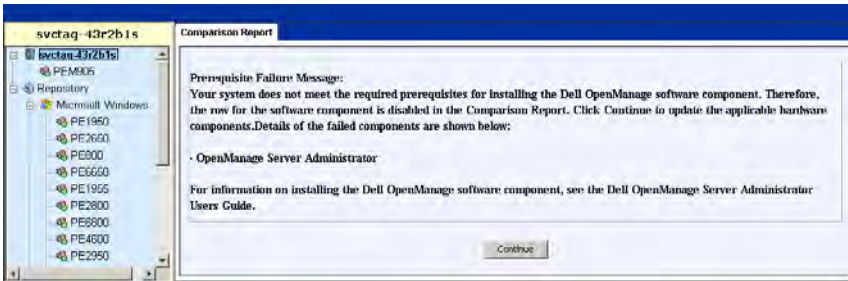 svctag-43r2b1s
Comparison Report
svctag-43r2b1s
PEM905
Repository
Microsoft Windows
PE1950
PE2650
PE800
PE6650
PE1955
PE2800
PE6800
PE4600
PE2950
Prerequisite Failure Message:
Your system does not meet the required prerequisites for installing the Dell OpenManage software component. Therefore,
the row for the software component is disabled in the Comparison Report. Click Continue to update the applicable hardware
components.Details of the failed components are shown below:
- OpenManage Server Administrator
For information on installing the Dell OpenManage software component, see the Dell OpenManage Server Administrator
Users Guide.
Continue